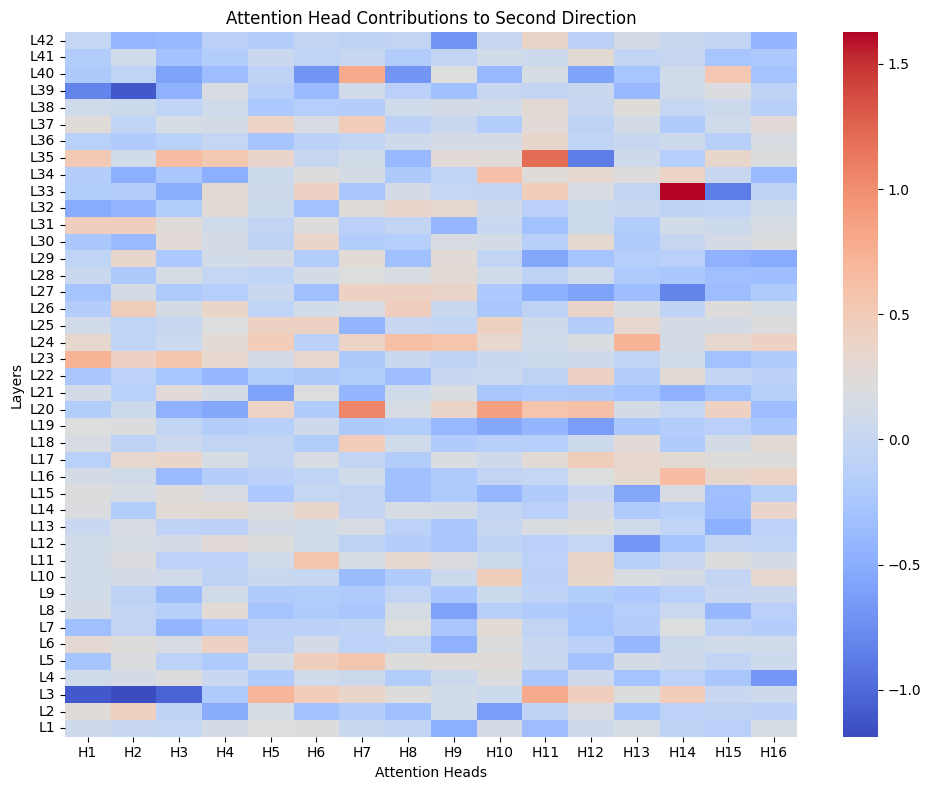 Attention Head Contributions to Second Direction
Layers
L42
L41
L40
L39
L38
L37
L36
L35
L34
L33
L32
L31
L30
L29
L28
L27
L26
L25
L24
L23
L22
L21
L20
L19
L18
L17
L16
L15
L14
L13
L12
L11
L10
L9
L8
L7
L6
L5
L4
L3
L2
L1
H1 H2 H3 H4 H5 H6 H7 H8 H9 H10 H11 H12 H13 H14 H15 H16
Attention Heads
1.5
1.0
0.5
0.0
−0.5
−1.0